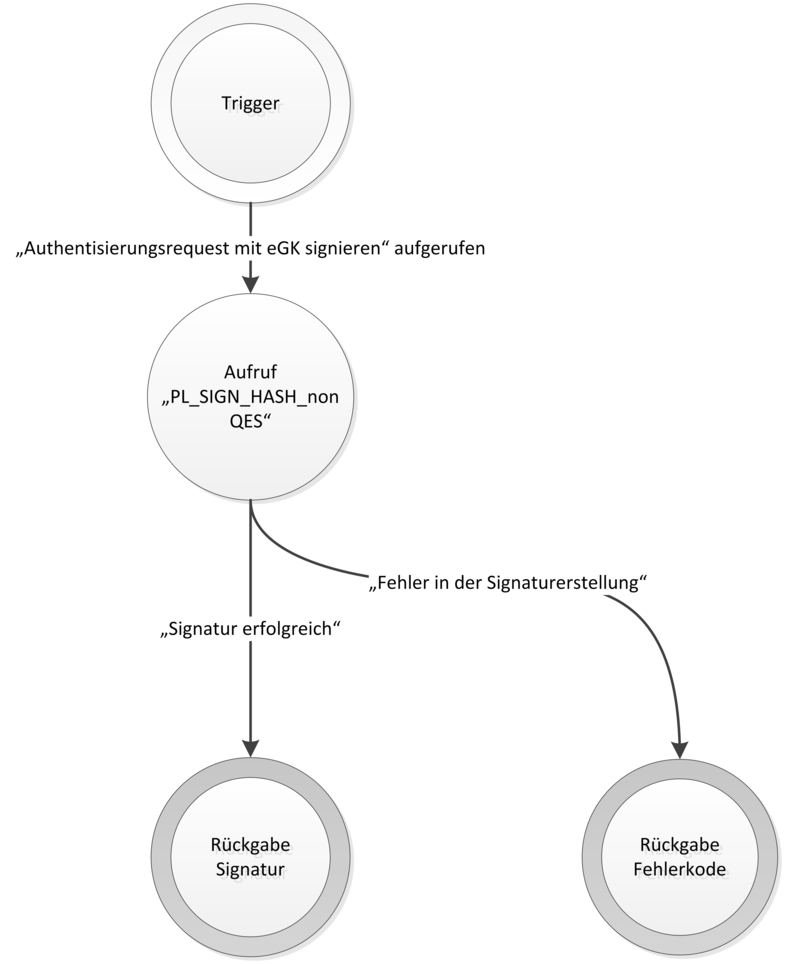 Trigger
„Authentisierungsrequest mit eGK signieren“ aufgerufen
Aufruf
„PL_SIGN_HASH_non
QES“
„Fehler in der Signaturerstellung“
„Signatur erfolgreich“
Rückgabe
Signatur
Rückgabe
Fehlerkode